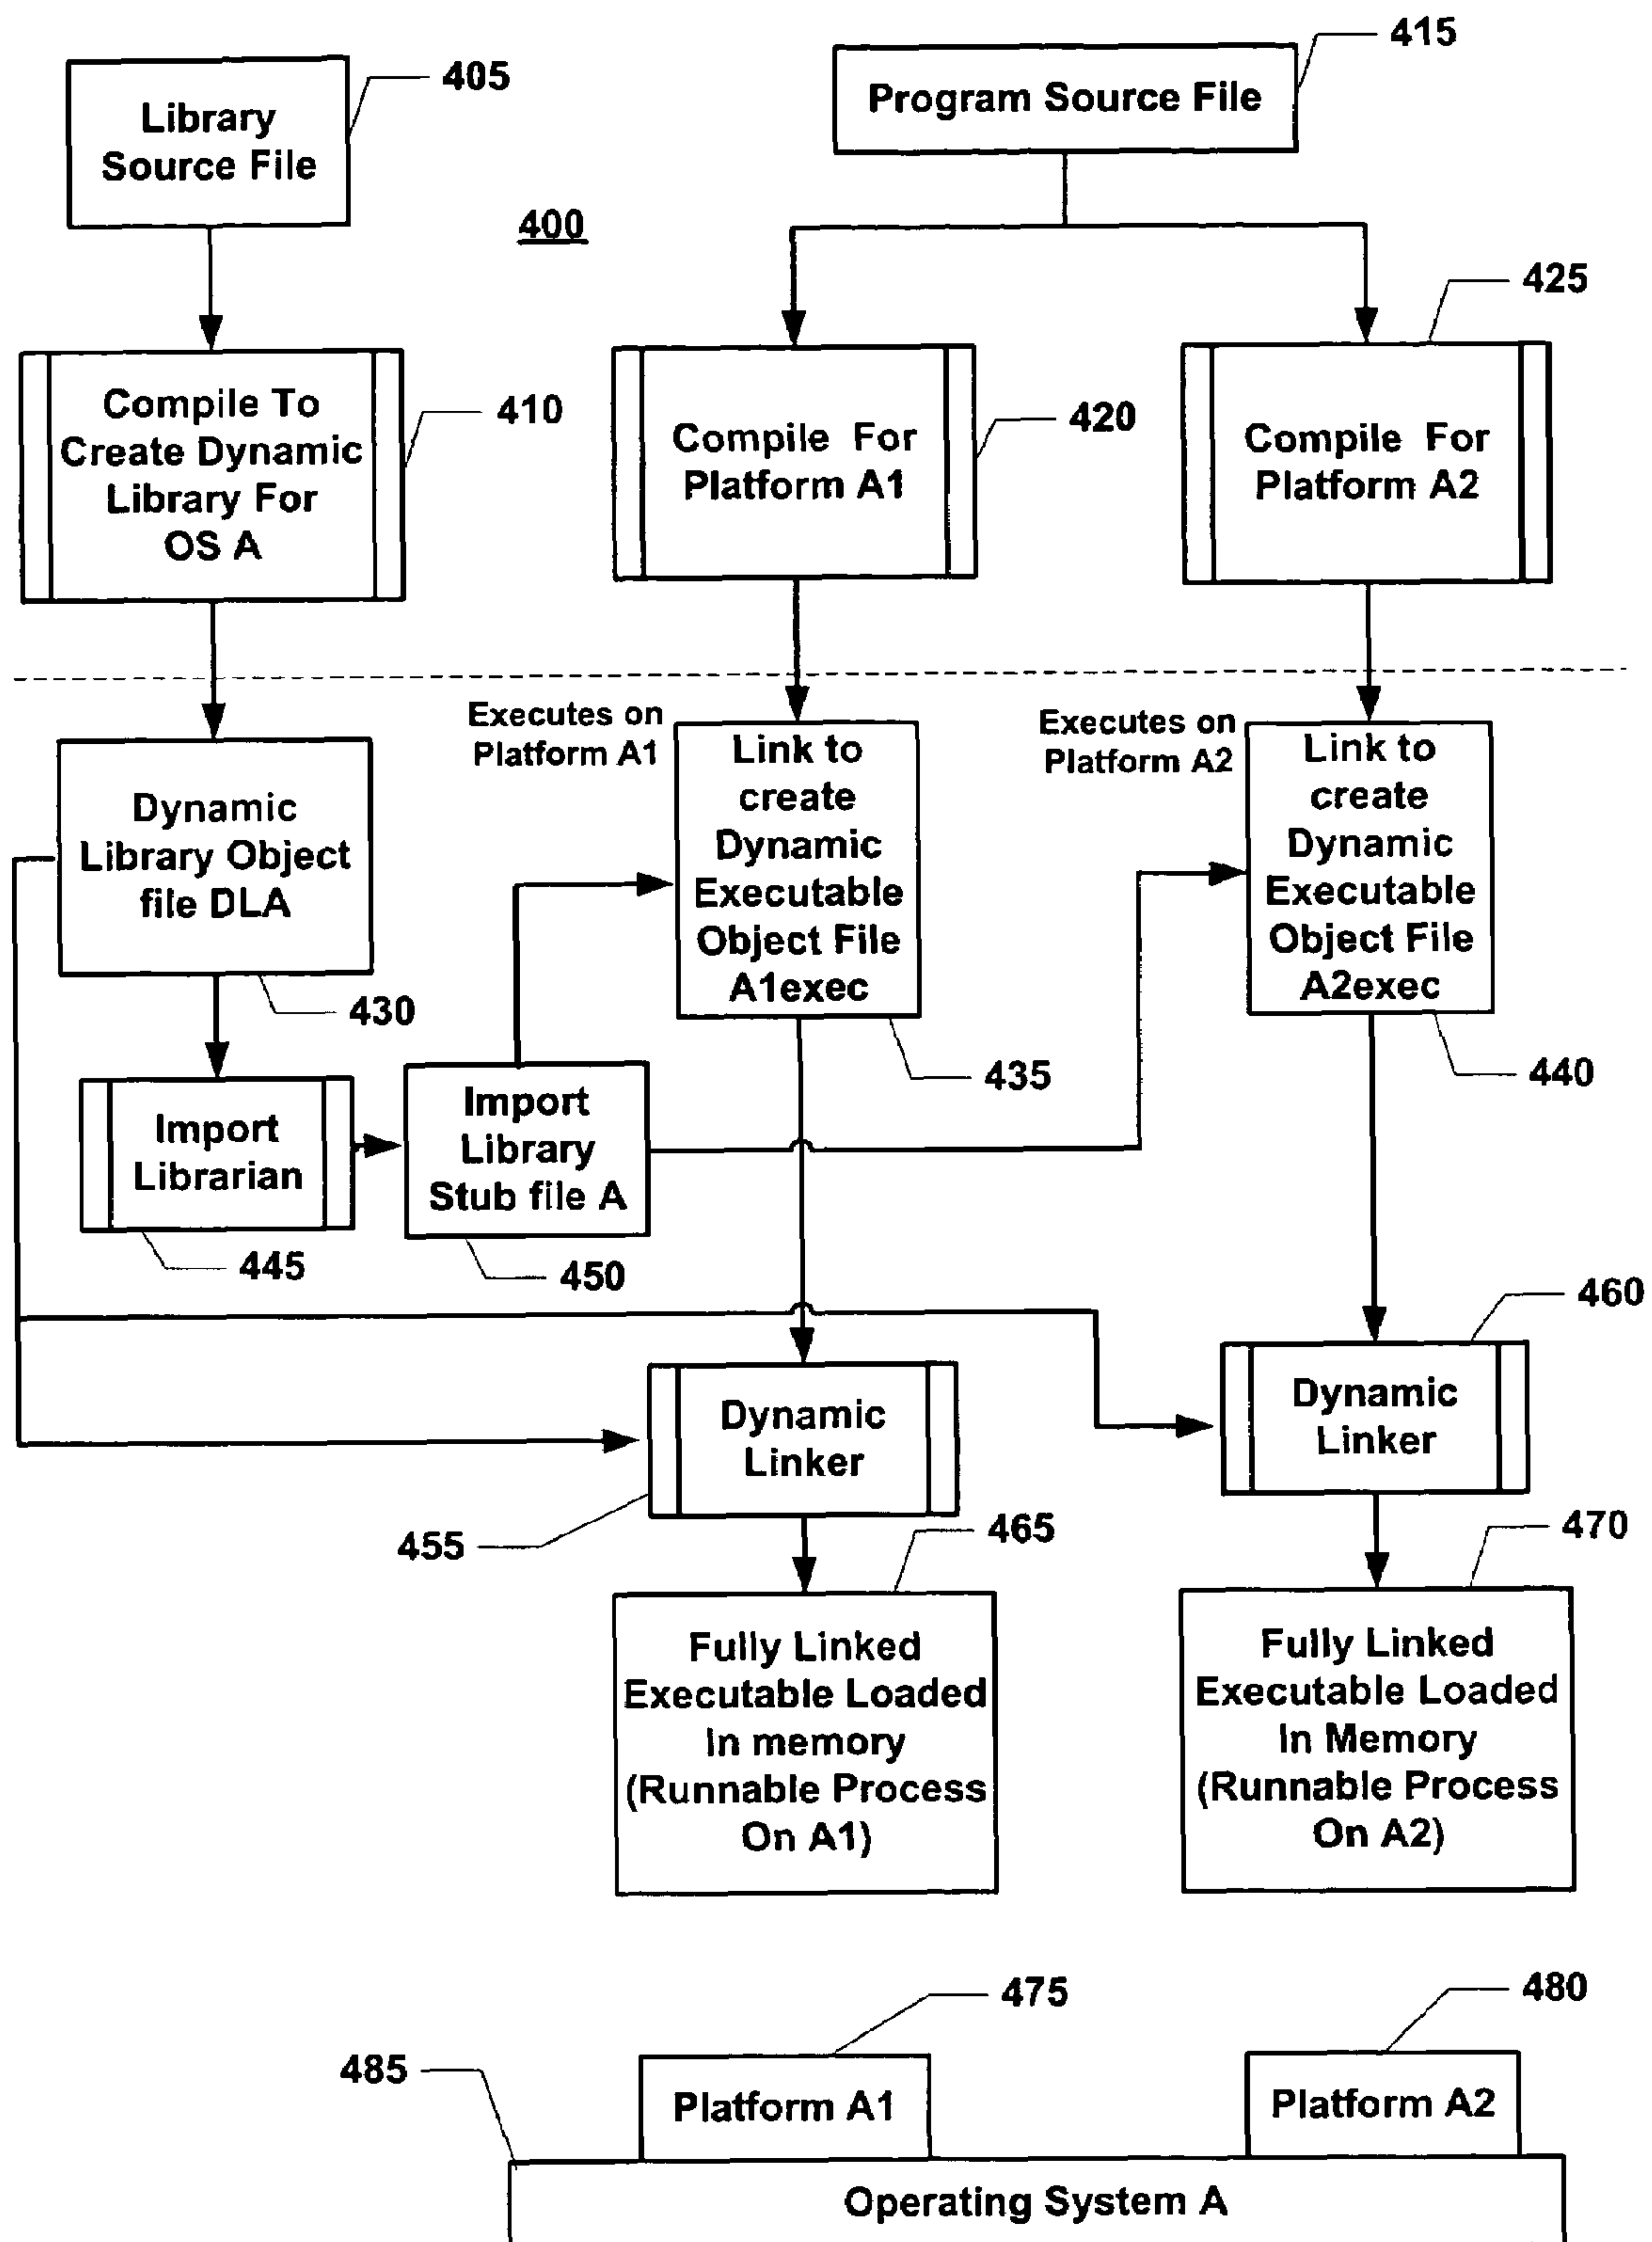 415
405
Library
Source File
Program Source File
400
425
Compile To
Create Dynamic
Library For
OS A
410
Compile For
Platform A1
420
Compile For
Platform A2
Executes on
Platform A1
Link to
create
Dynamic
Executable
Object File
A1exec
Executes on
Platform A2
Link to
create
Dynamic
Executable
Object File
A2exec
Dynamic
Library Object
file DLA
430
435
440
Import
Librarian
Import
Library
Stub file A
445
450
460
Dynamic
Linker
Dynamic
Linker
455
465
470
Fully Linked
Executable Loaded
In memory
(Runnable Process
On A1)
Fully Linked
Executable Loaded
In Memory
(Runnable Process
On A2)
475
480
485
Platform A1
Platform A2
Operating System A